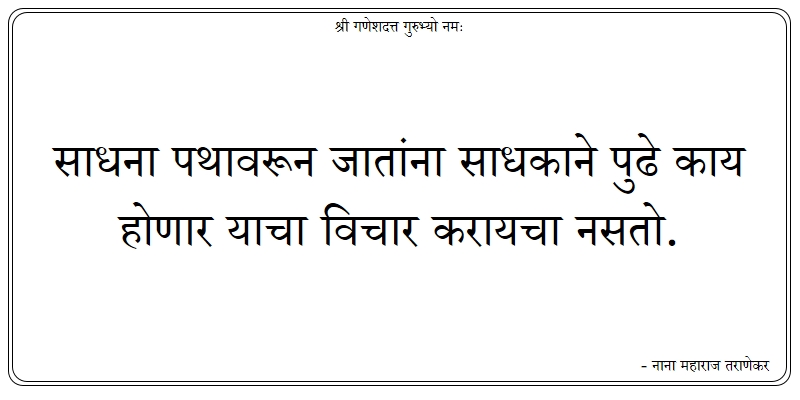 श्री गणेशदत्त गुरुभ्यो नमः
साधना पथावरून जातांना साधकाने पुढे काय
होणार याचा विचार करायचा नसतो.
- नाना महाराज तराणेकर